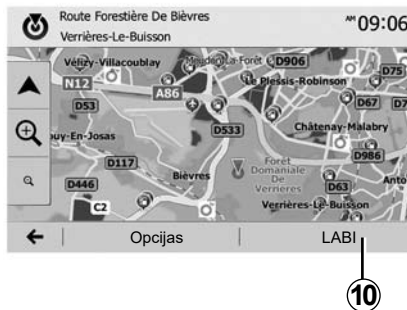 Route Forestière De Bièvres
Verrières-Le-Buisson
AM 09:06
Vélizy-Villacoublay
Meudon-La-Forêt
D906
Le Plessis-Robinson
D75
N12
A86
D53
D67
D533
Châtenay-Malabry
D986
Jouy-En-Josas
D117
Forêt
Domaniale
De
Verrières
Bièvres
D446
D63
Verrières-Le-Buisson
C2
Opcijas
LABI
10